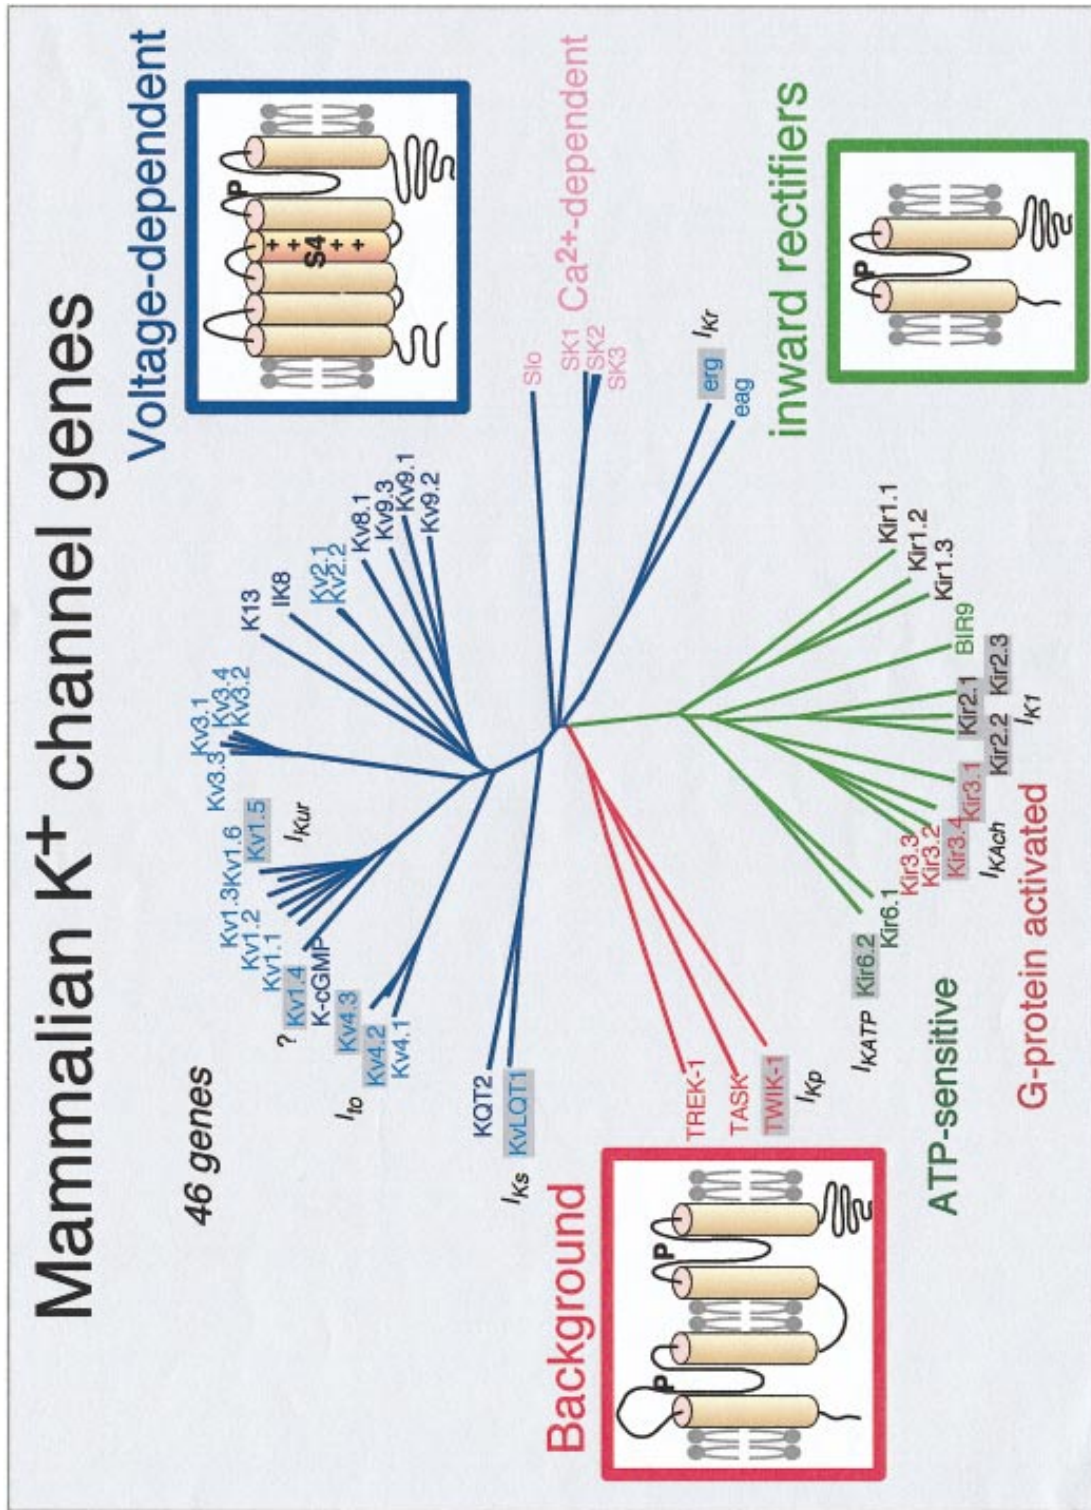 Mammalian K+ channel genes
46 genes
Voltage-dependent
P
+ +
S4
+ +
Kv3.1
Kv3.4
Kv3.2
Kv3.3
K13
IK8
Kv2.1
Kv2.2
Kv8.1
Kv9.3
Kv9.1
Kv9.2
Kv1.6
Kv1.5
IKur
Kv1.3
Kv1.2
Kv1.1
?
Kv1.4
K-cGMP
Ito
Kv4.3
Kv4.2
Kv4.1
KQT2
KvLQT1
IKs
Slo
SK1
SK2
SK3
Ca2+-dependent
erg
IKr
eag
Background
P
P
TREK-1
TASK
TWIK-1
IKp
inward rectifiers
P
Kir1.1
Kir1.2
Kir1.3
BIR9
Kir2.3
Kir2.1
IK1
Kir2.2
Kir3.1
Kir3.4
Kir3.2
Kir3.3
IKAch
Kir6.1
Kir6.2
IKATP
ATP-sensitive
G-protein activated